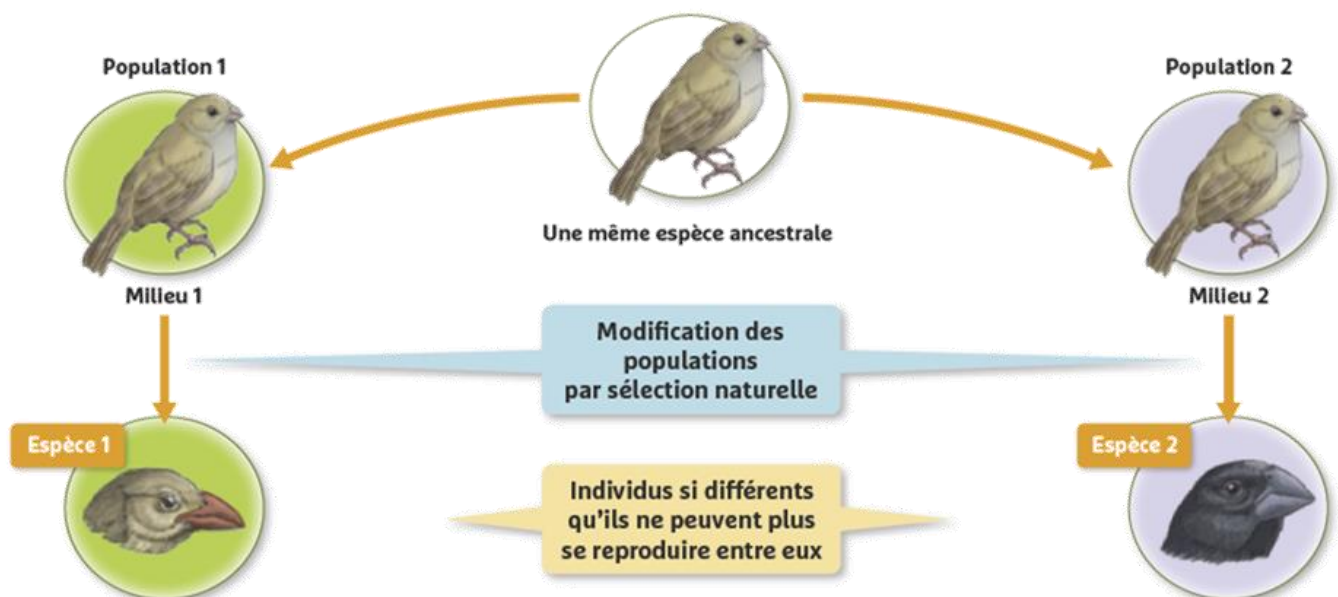 Population 1
Population 2
Une même espèce ancestrale
Milieu 1
Milieu 2
Modification des
populations
par sélection naturelle
Espèce 1
Espèce 2
Individus si différents
qu'ils ne peuvent plus
se reproduire entre eux